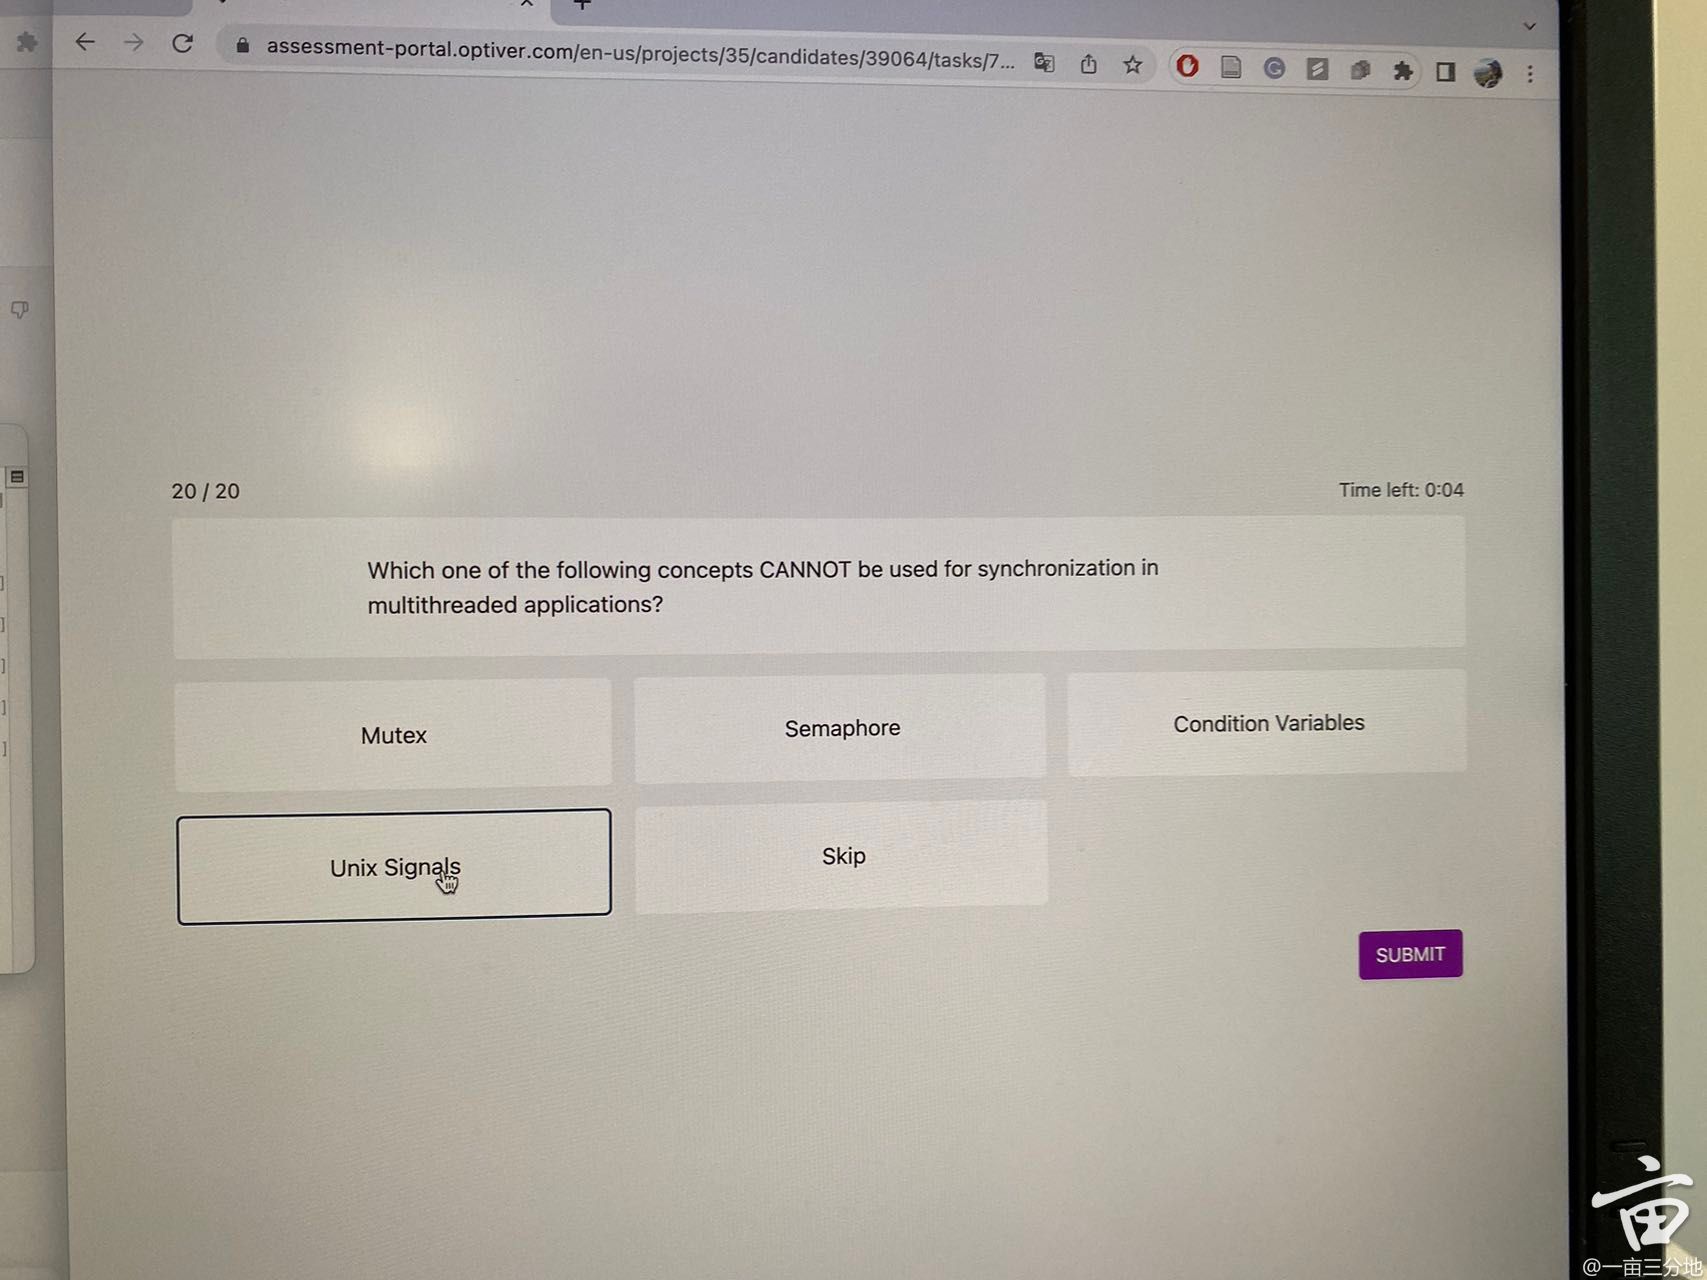 assessment-portal.optiver.com/en-us/projects/35/candidates/39064/tasks/7...
20 / 20
Time left: 0:04
Which one of the following concepts CANNOT be used for synchronization in
multithreaded applications?
Mutex
Semaphore
Condition Variables
Unix Signals
Skip
SUBMIT
亩
@一亩三分地